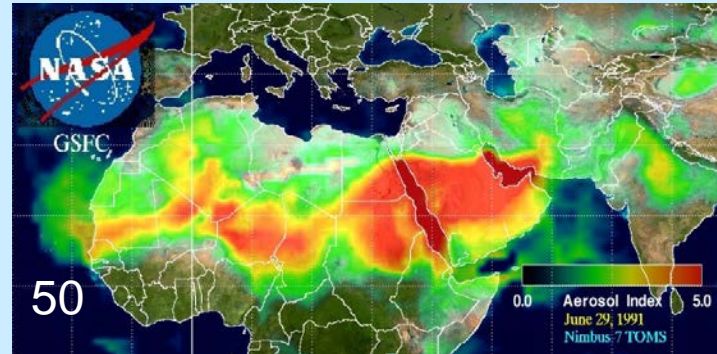 NASA
GSFC
50
0.0 Aerosol Index 5.0
June 29, 1991
Nimbus-7 TOMS